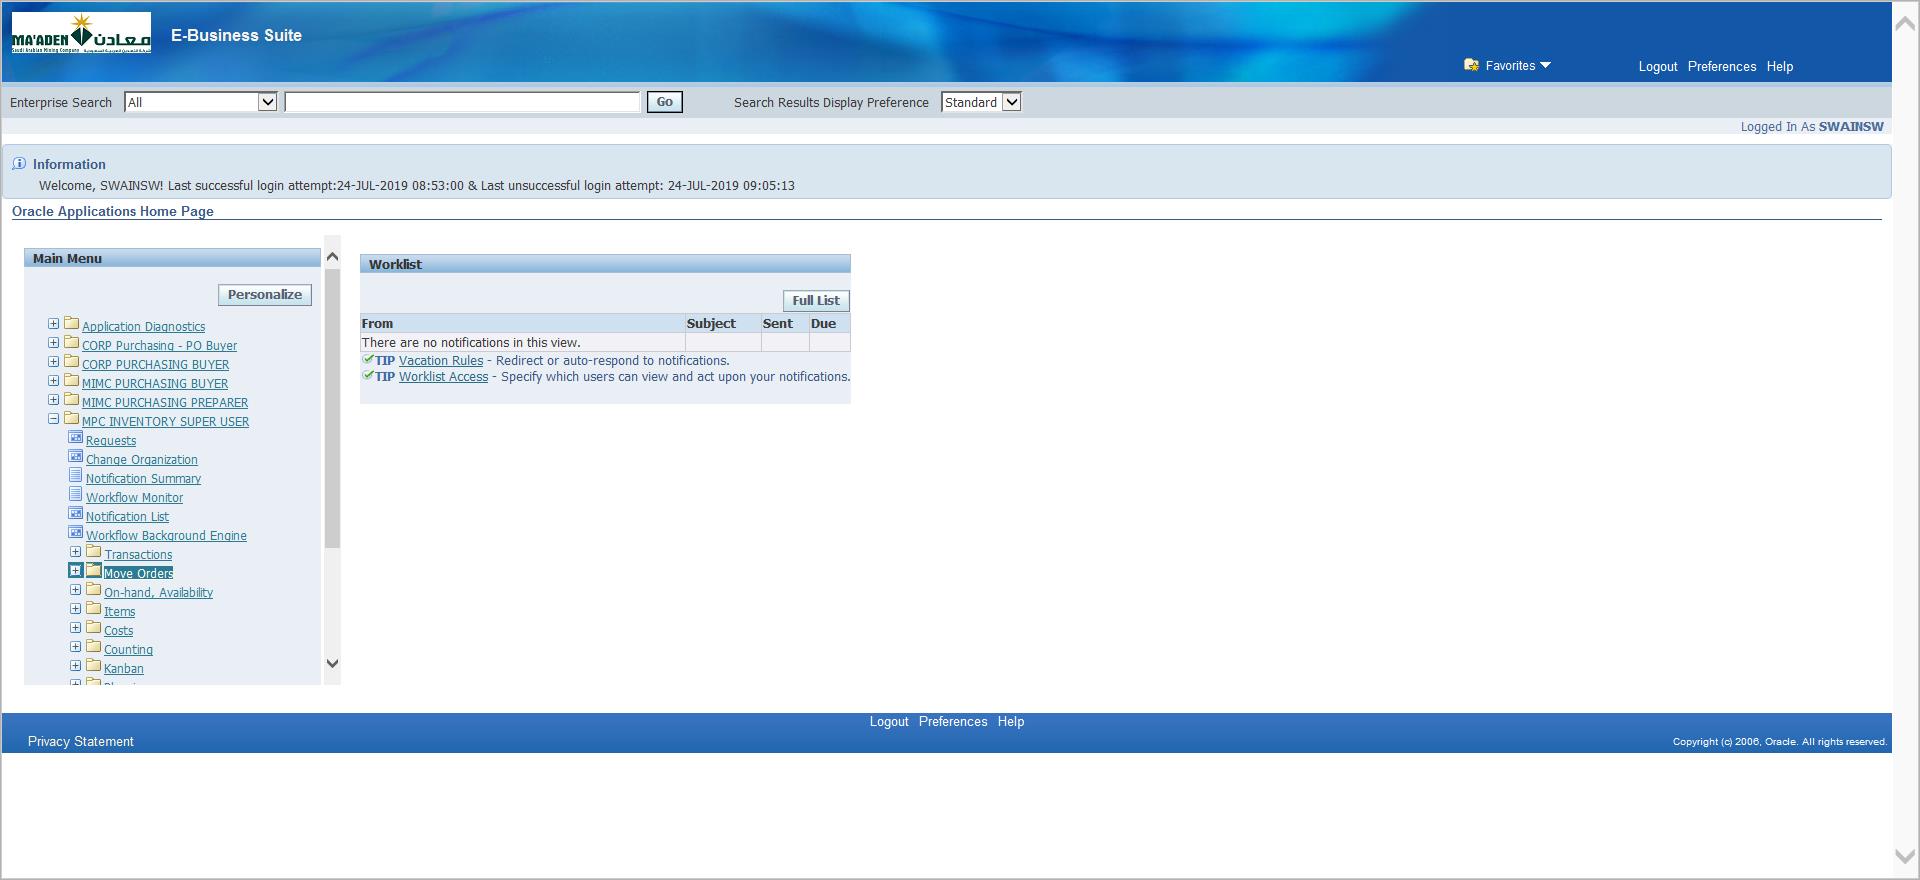 MA'ADEN معادن
Saudi Arabian Mining Company
E-Business Suite
Favorites
Logout Preferences Help
Enterprise Search All Go Search Results Display Preference Standard
Logged In As SWAINSW
Information
Welcome, SWAINSW! Last successful login attempt:24-JUL-2019 08:53:00 & Last unsuccessful login attempt: 24-JUL-2019 09:05:13
Oracle Applications Home Page
Main Menu
Personalize
Application Diagnostics
CORP Purchasing - PO Buyer
CORP PURCHASING BUYER
MIMC PURCHASING BUYER
MIMC PURCHASING PREPARER
MPC INVENTORY SUPER USER
Requests
Change Organization
Notification Summary
Workflow Monitor
Notification List
Workflow Background Engine
Transactions
Move Orders
On-hand, Availability
Items
Costs
Counting
Kanban
Worklist
Full List
From Subject Sent Due
There are no notifications in this view.
TIP Vacation Rules - Redirect or auto-respond to notifications.
TIP Worklist Access - Specify which users can view and act upon your notifications.
Logout Preferences Help
Privacy Statement
Copyright (c) 2006, Oracle. All rights reserved.